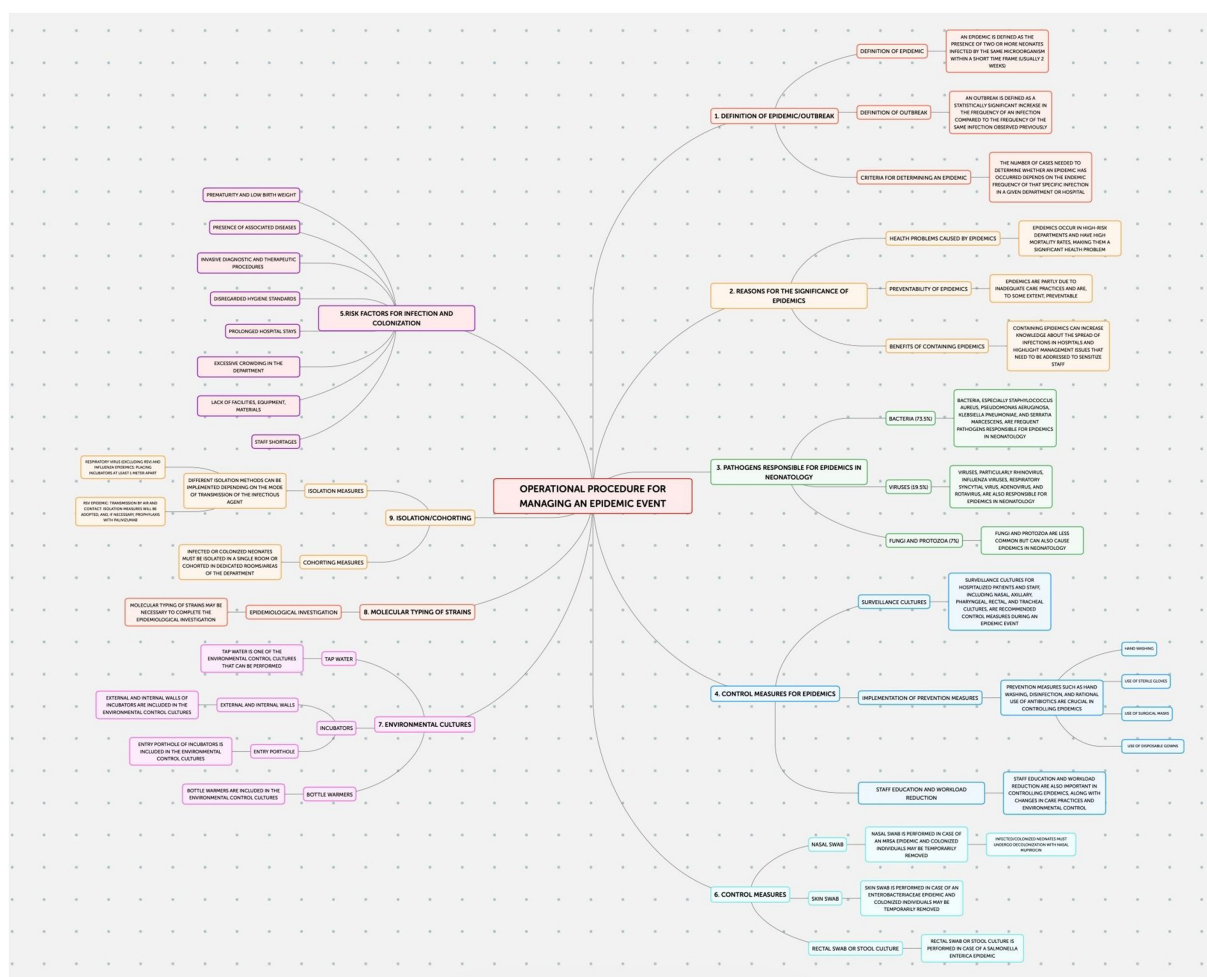 OPERATIONAL PROCEDURE FOR
MANAGING AN EPIDEMIC EVENT
1. DEFINITION OF EPIDEMIC/OUTBREAK
DEFINITION OF EPIDEMIC
AN EPIDEMIC IS DEFINED AS THE
PRESENCE OF TWO OR MORE NEONATES
INFECTED BY THE SAME MICROORGANISM
WITHIN A SHORT TIME FRAME (USUALLY 2
WEEKS)
DEFINITION OF OUTBREAK
AN OUTBREAK IS DEFINED AS A
STATISTICALLY SIGNIFICANT INCREASE IN
THE FREQUENCY OF AN INFECTION
COMPARED TO THE FREQUENCY OF THE
SAME INFECTION OBSERVED PREVIOUSLY
CRITERIA FOR DETERMINING AN EPIDEMIC
THE NUMBER OF CASES NEEDED TO
DETERMINE WHETHER AN EPIDEMIC HAS
OCCURRED DEPENDS ON THE ENDEMIC
FREQUENCY OF THAT SPECIFIC INFECTION
IN A GIVEN DEPARTMENT OR HOSPITAL
2. REASONS FOR THE SIGNIFICANCE OF
EPIDEMICS
HEALTH PROBLEMS CAUSED BY EPIDEMICS
EPIDEMICS OCCUR IN HIGH-RISK
DEPARTMENTS AND HAVE HIGH
MORTALITY RATES, MAKING THEM A
SIGNIFICANT HEALTH PROBLEM
PREVENTABILITY OF EPIDEMICS
EPIDEMICS ARE PARTLY DUE TO
INADEQUATE CARE PRACTICES AND ARE,
TO SOME EXTENT, PREVENTABLE
BENEFITS OF CONTAINING EPIDEMICS
CONTAINING EPIDEMICS CAN INCREASE
KNOWLEDGE ABOUT THE SPREAD OF
INFECTIONS IN HOSPITALS AND
HIGHLIGHT MANAGEMENT ISSUES THAT
NEED TO BE ADDRESSED TO SENSITIZE
STAFF
3. PATHOGENS RESPONSIBLE FOR EPIDEMICS IN
NEONATOLOGY
BACTERIA (73.5%)
BACTERIA, ESPECIALLY STAPHYLOCOCCUS
AUREUS, PSEUDOMONAS AERUGINOSA,
KLEBSIELLA PNEUMONIAE, AND SERRATIA
MARCESCENS, ARE FREQUENT
PATHOGENS RESPONSIBLE FOR EPIDEMICS
IN NEONATOLOGY
VIRUSES (19.5%)
VIRUSES, PARTICULARLY RHINOVIRUS,
INFLUENZA VIRUSES, RESPIRATORY
SYNCYTIAL VIRUS, ADENOVIRUS, AND
ROTAVIRUS, ARE ALSO RESPONSIBLE FOR
EPIDEMICS IN NEONATOLOGY
FUNGI AND PROTOZOA (7%)
FUNGI AND PROTOZOA ARE LESS
COMMON BUT CAN ALSO CAUSE
EPIDEMICS IN NEONATOLOGY
4. CONTROL MEASURES FOR EPIDEMICS
SURVEILLANCE CULTURES
SURVEILLANCE CULTURES FOR
HOSPITALIZED PATIENTS AND STAFF,
INCLUDING NASAL, AXILLARY,
PHARYNGEAL, RECTAL, AND TRACHEAL
CULTURES, ARE RECOMMENDED
CONTROL MEASURES DURING AN
EPIDEMIC EVENT
IMPLEMENTATION OF PREVENTION MEASURES
PREVENTION MEASURES SUCH AS HAND
WASHING, DISINFECTION, AND RATIONAL
USE OF ANTIBIOTICS ARE CRUCIAL IN
CONTROLLING EPIDEMICS
HAND WASHING
USE OF STERILE GLOVES
USE OF SURGICAL MASKS
USE OF DISPOSABLE GOWNS
STAFF EDUCATION AND WORKLOAD
REDUCTION
STAFF EDUCATION AND WORKLOAD
REDUCTION ARE ALSO IMPORTANT IN
CONTROLLING EPIDEMICS, ALONG WITH
CHANGES IN CARE PRACTICES AND
ENVIRONMENTAL CONTROL
5.RISK FACTORS FOR INFECTION AND
COLONIZATION
PREMATURITY AND LOW BIRTH WEIGHT
PRESENCE OF ASSOCIATED DISEASES
INVASIVE DIAGNOSTIC AND THERAPEUTIC
PROCEDURES
DISREGARDED HYGIENE STANDARDS
PROLONGED HOSPITAL STAYS
EXCESSIVE CROWDING IN THE
DEPARTMENT
LACK OF FACILITIES, EQUIPMENT,
MATERIALS
STAFF SHORTAGES
6. CONTROL MEASURES
NASAL SWAB
NASAL SWAB IS PERFORMED IN CASE OF
AN MRSA EPIDEMIC AND COLONIZED
INDIVIDUALS MAY BE TEMPORARILY
REMOVED
INFECTED/COLONIZED NEONATES MUST
UNDERGO DECOLONIZATION WITH NASAL
MUPIROCIN
SKIN SWAB
SKIN SWAB IS PERFORMED IN CASE OF AN
ENTEROBACTERIACEAE EPIDEMIC AND
COLONIZED INDIVIDUALS MAY BE
TEMPORARILY REMOVED
RECTAL SWAB OR STOOL CULTURE
RECTAL SWAB OR STOOL CULTURE IS
PERFORMED IN CASE OF A SALMONELLA
ENTERICA EPIDEMIC
7. ENVIRONMENTAL CULTURES
TAP WATER
TAP WATER IS ONE OF THE
ENVIRONMENTAL CONTROL CULTURES
THAT CAN BE PERFORMED
INCUBATORS
EXTERNAL AND INTERNAL WALLS
EXTERNAL AND INTERNAL WALLS OF
INCUBATORS ARE INCLUDED IN THE
ENVIRONMENTAL CONTROL CULTURES
ENTRY PORTHOLE
ENTRY PORTHOLE OF INCUBATORS IS
INCLUDED IN THE ENVIRONMENTAL
CONTROL CULTURES
BOTTLE WARMERS
BOTTLE WARMERS ARE INCLUDED IN THE
ENVIRONMENTAL CONTROL CULTURES
8. MOLECULAR TYPING OF STRAINS
EPIDEMIOLOGICAL INVESTIGATION
MOLECULAR TYPING OF STRAINS MAY BE
NECESSARY TO COMPLETE THE
EPIDEMIOLOGICAL INVESTIGATION
9. ISOLATION/COHORTING
ISOLATION MEASURES
DIFFERENT ISOLATION METHODS CAN BE
IMPLEMENTED DEPENDING ON THE MODE
OF TRANSMISSION OF THE INFECTIOUS
AGENT
RESPIRATORY VIRUS (EXCLUDING RSV) AND
INFLUENZA EPIDEMICS: PLACING
INCUBATORS AT LEAST 1 METER APART
RSV EPIDEMIC: TRANSMISSION BY AIR AND
CONTACT. ISOLATION MEASURES WILL BE
ADOPTED, AND, IF NECESSARY, PROPHYLAXIS
WITH PALIVIZUMAB
COHORTING MEASURES
INFECTED OR COLONIZED NEONATES
MUST BE ISOLATED IN A SINGLE ROOM OR
COHORTED IN DEDICATED ROOMS/AREAS
OF THE DEPARTMENT